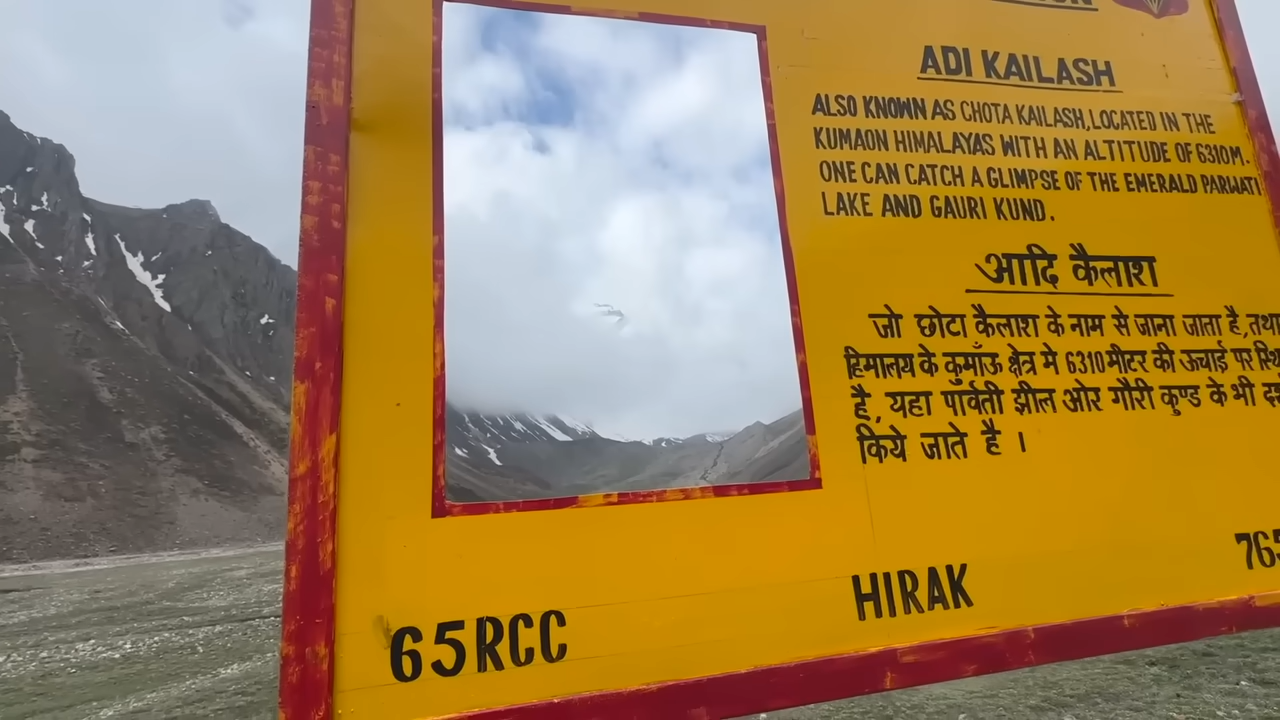 ADI KAILASH
ALSO KNOWN AS CHOTA KAILASH, LOCATED IN THE
KUMAON HIMALAYAS WITH AN ALTITUDE OF 6310M.
ONE CAN CATCH A GLIMPSE OF THE EMERALD PARWATI
LAKE AND GAURI KUND.
आदि कैलाश
जो छोटा कैलाश के नाम से जाना जाता है, तथा
हिमालय के कुमाँऊ क्षेत्र मे 6310 मीटर की ऊचाई पर
है, यहा पार्वती झील ओर गौरी कुण्ड के भी
किये जाते है ।
65RCC
HIRAK